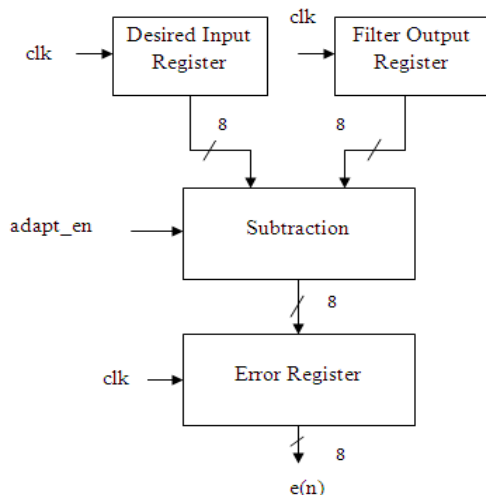 clk
Desired Input
Register
clk
Filter Output
Register
8
8
adapt_en
Subtraction
8
clk
Error Register
8
e(n)